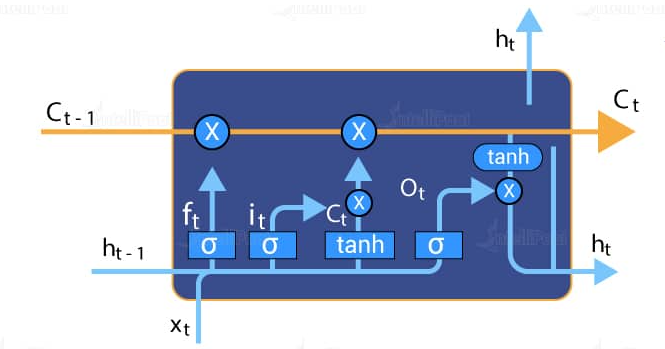 h_t
C_t-1
X
X
C_t
tanh
X
f_t
i_t
C_t
X
O_t
h_t-1
σ
σ
tanh
σ
h_t
x_t